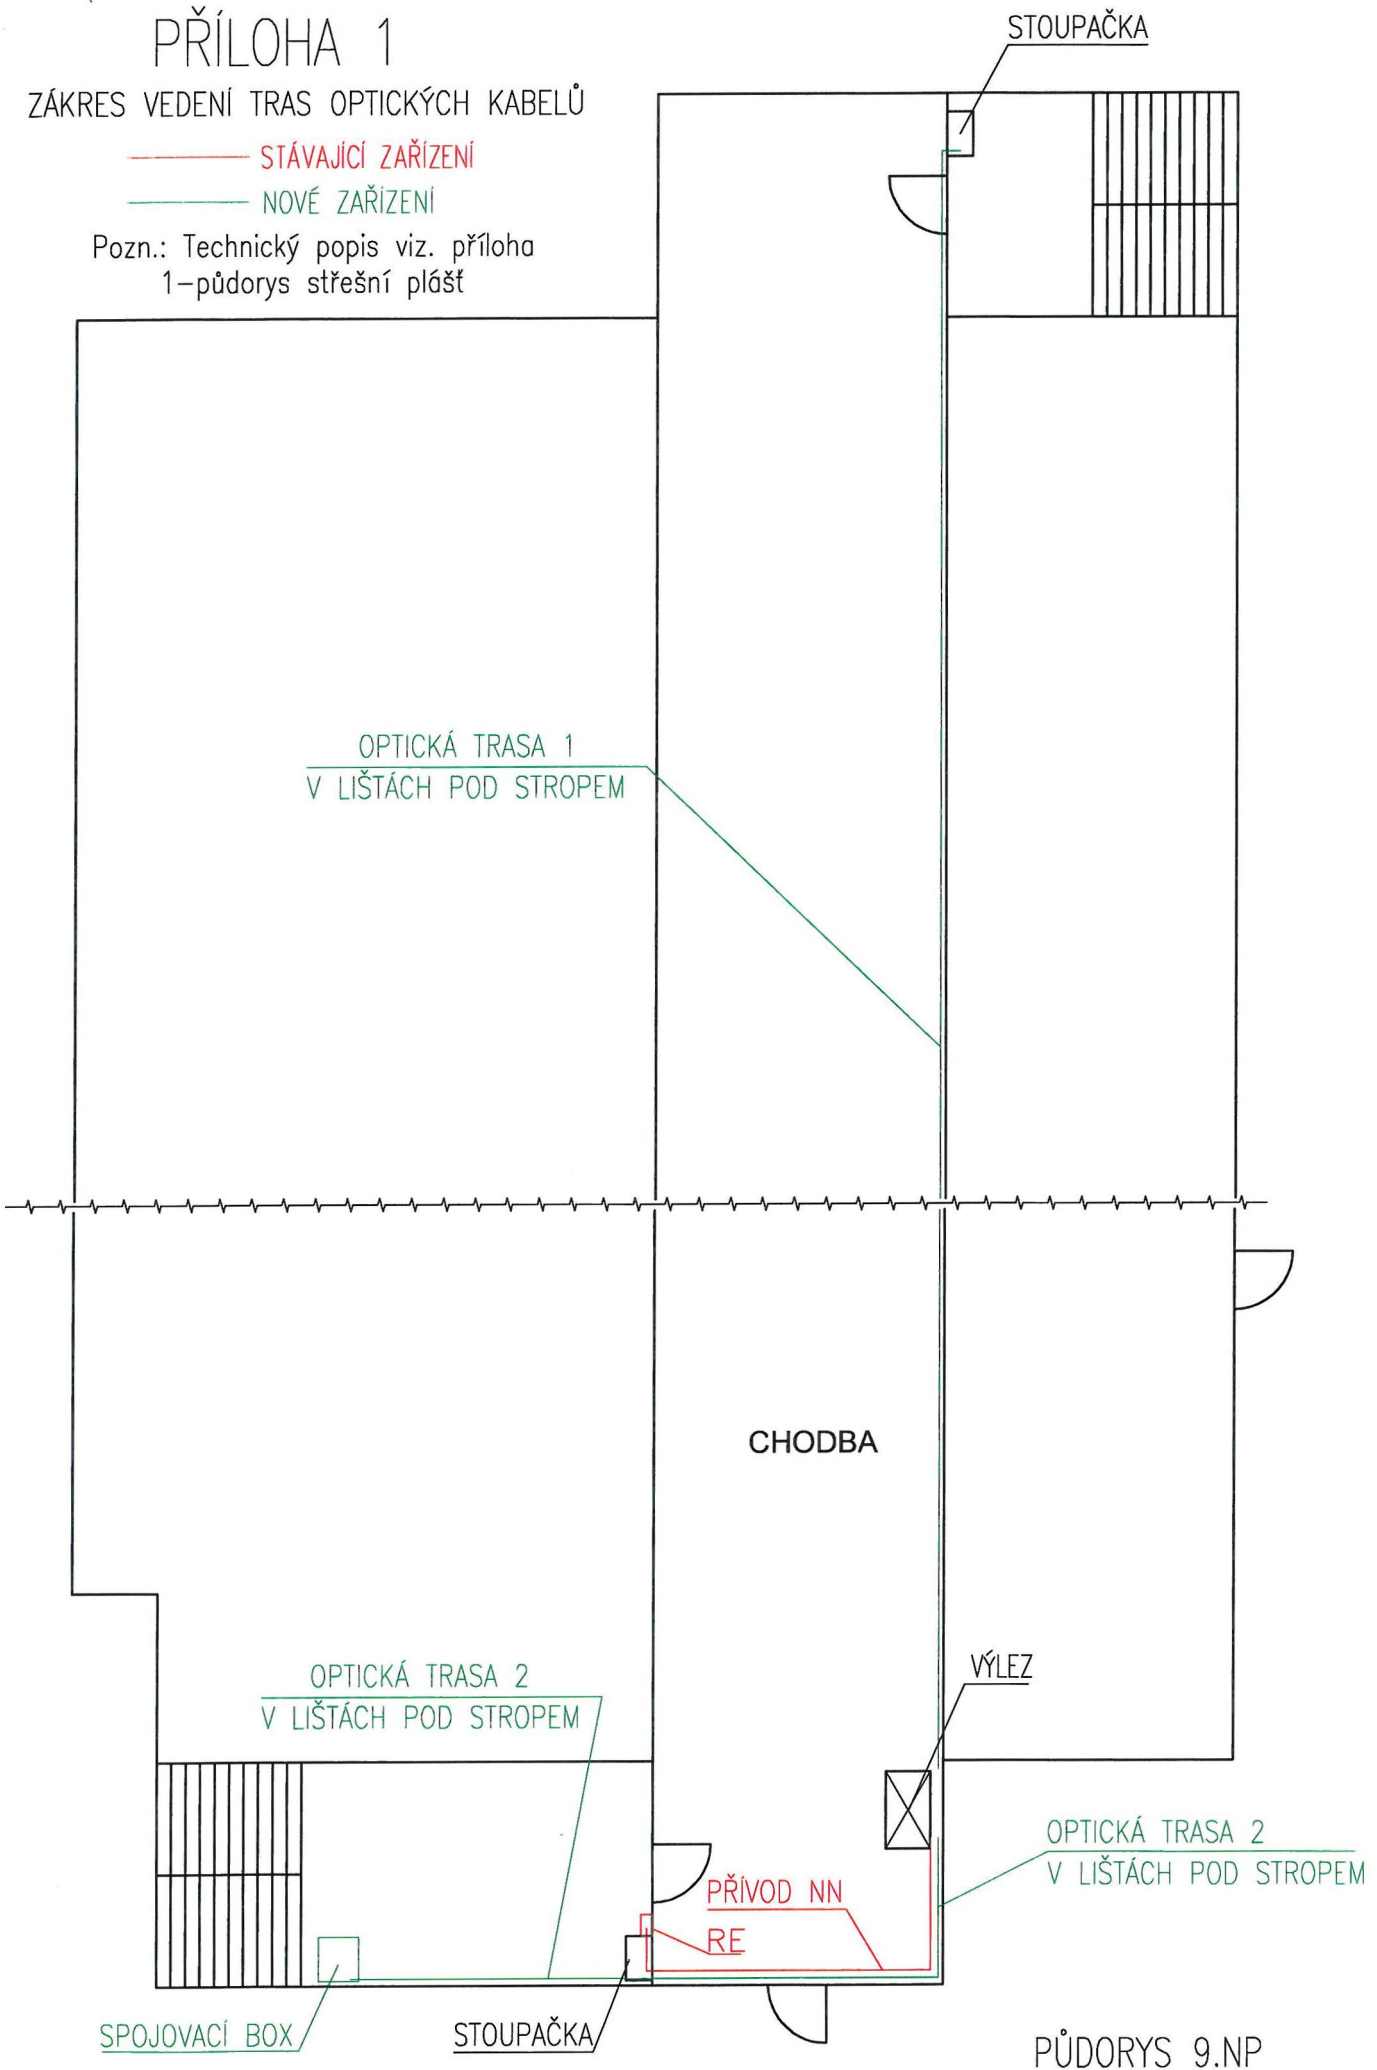 PŘÍLOHA 1
STOUPAČKA
ZÁKRES VEDENÍ TRAS OPTICKÝCH KABELŮ
STÁVAJÍCÍ ZAŘÍZENÍ
NOVÉ ZAŘÍZENÍ
Pozn.: Technický popis viz. příloha
1-půdorys střešní plášť
OPTICKÁ TRASA 1
V LIŠTÁCH POD STROPEM
CHODBA
OPTICKÁ TRASA 2
V LIŠTÁCH POD STROPEM
VÝLEZ
OPTICKÁ TRASA 2
V LIŠTÁCH POD STROPEM
PŘÍVOD NN
RE
SPOJOVACÍ BOX
STOUPAČKA
PŮDORYS 9.NP